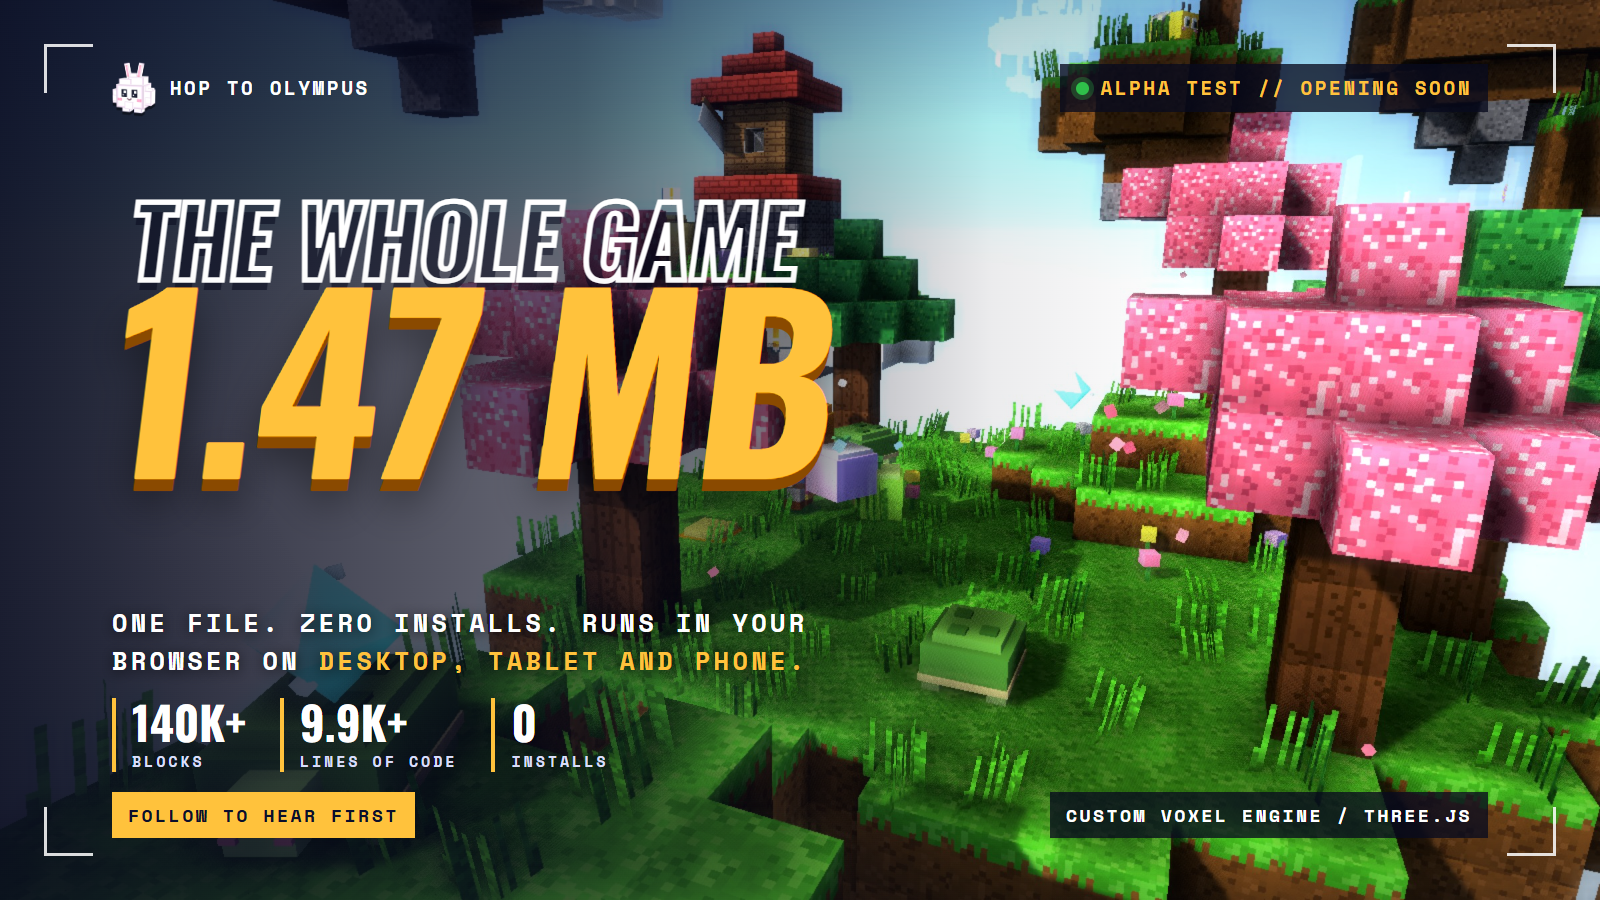 HOP TO OLYMPUS
ALPHA TEST // OPENING SOON
THE WHOLE GAME
1.47 MB
ONE FILE. ZERO INSTALLS. RUNS IN YOUR
BROWSER ON DESKTOP, TABLET AND PHONE.
140K+
BLOCKS
9.9K+
LINES OF CODE
0
INSTALLS
FOLLOW TO HEAR FIRST
CUSTOM VOXEL ENGINE / THREE.JS